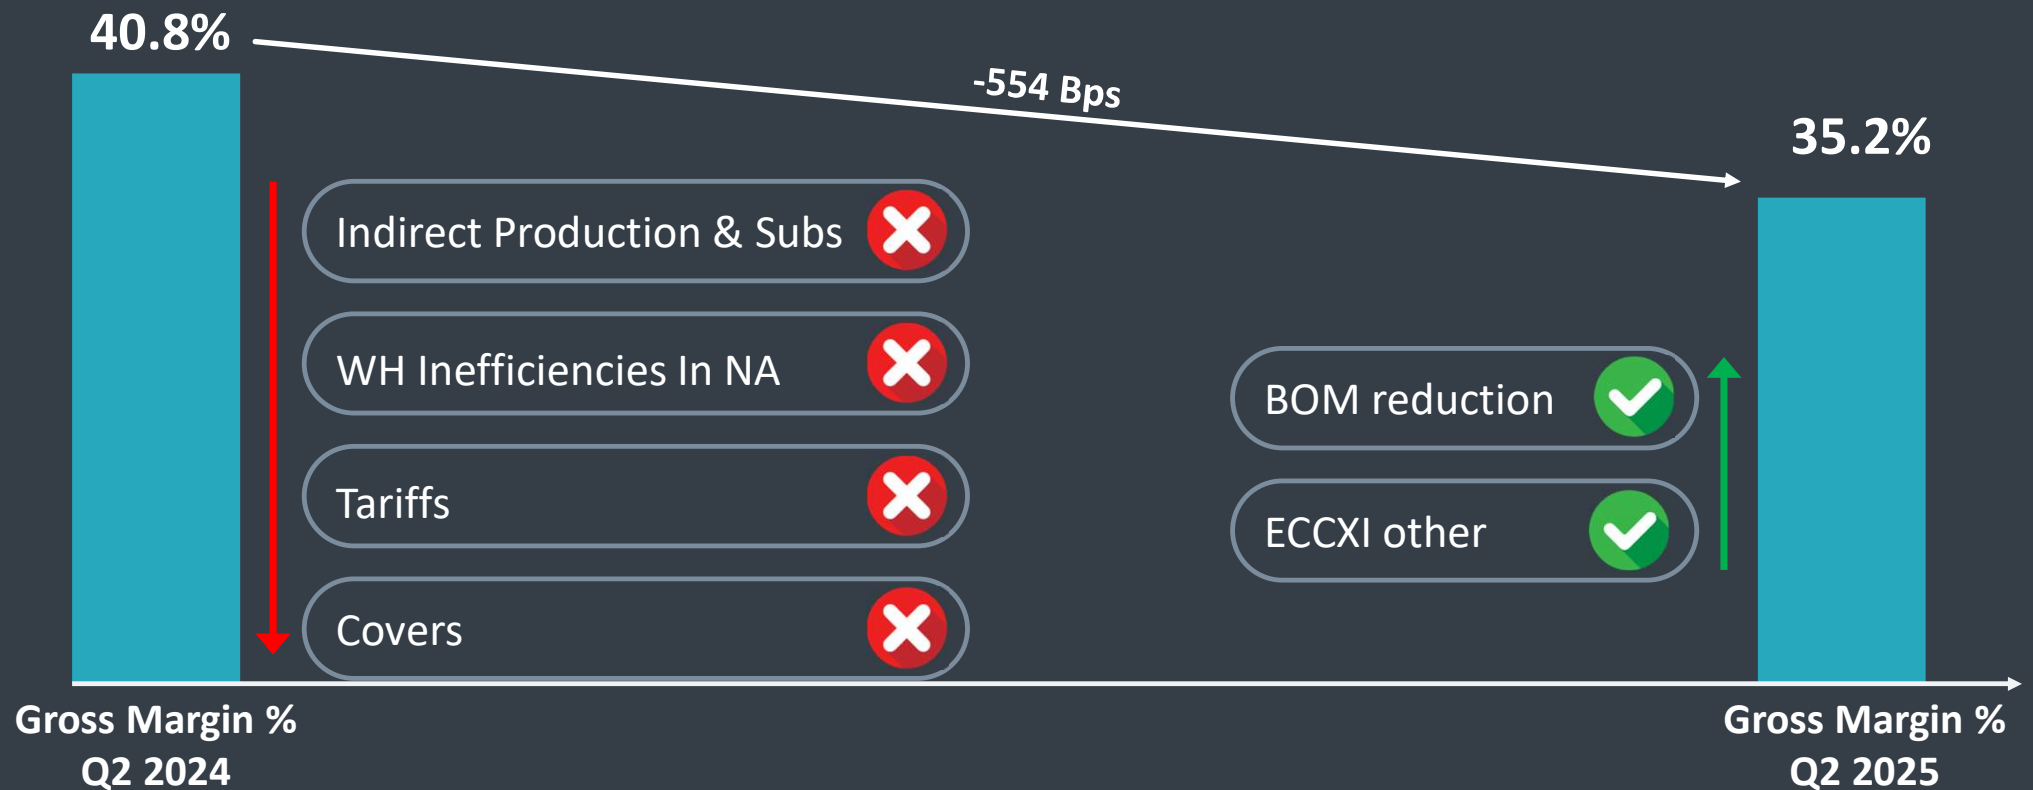 40.8%
-554 Bps
35.2%
Indirect Production & Subs
WH Inefficiencies In NA
Tariffs
Covers
BOM reduction
ECCXI other
Gross Margin %
Q2 2024
Gross Margin %
Q2 2025